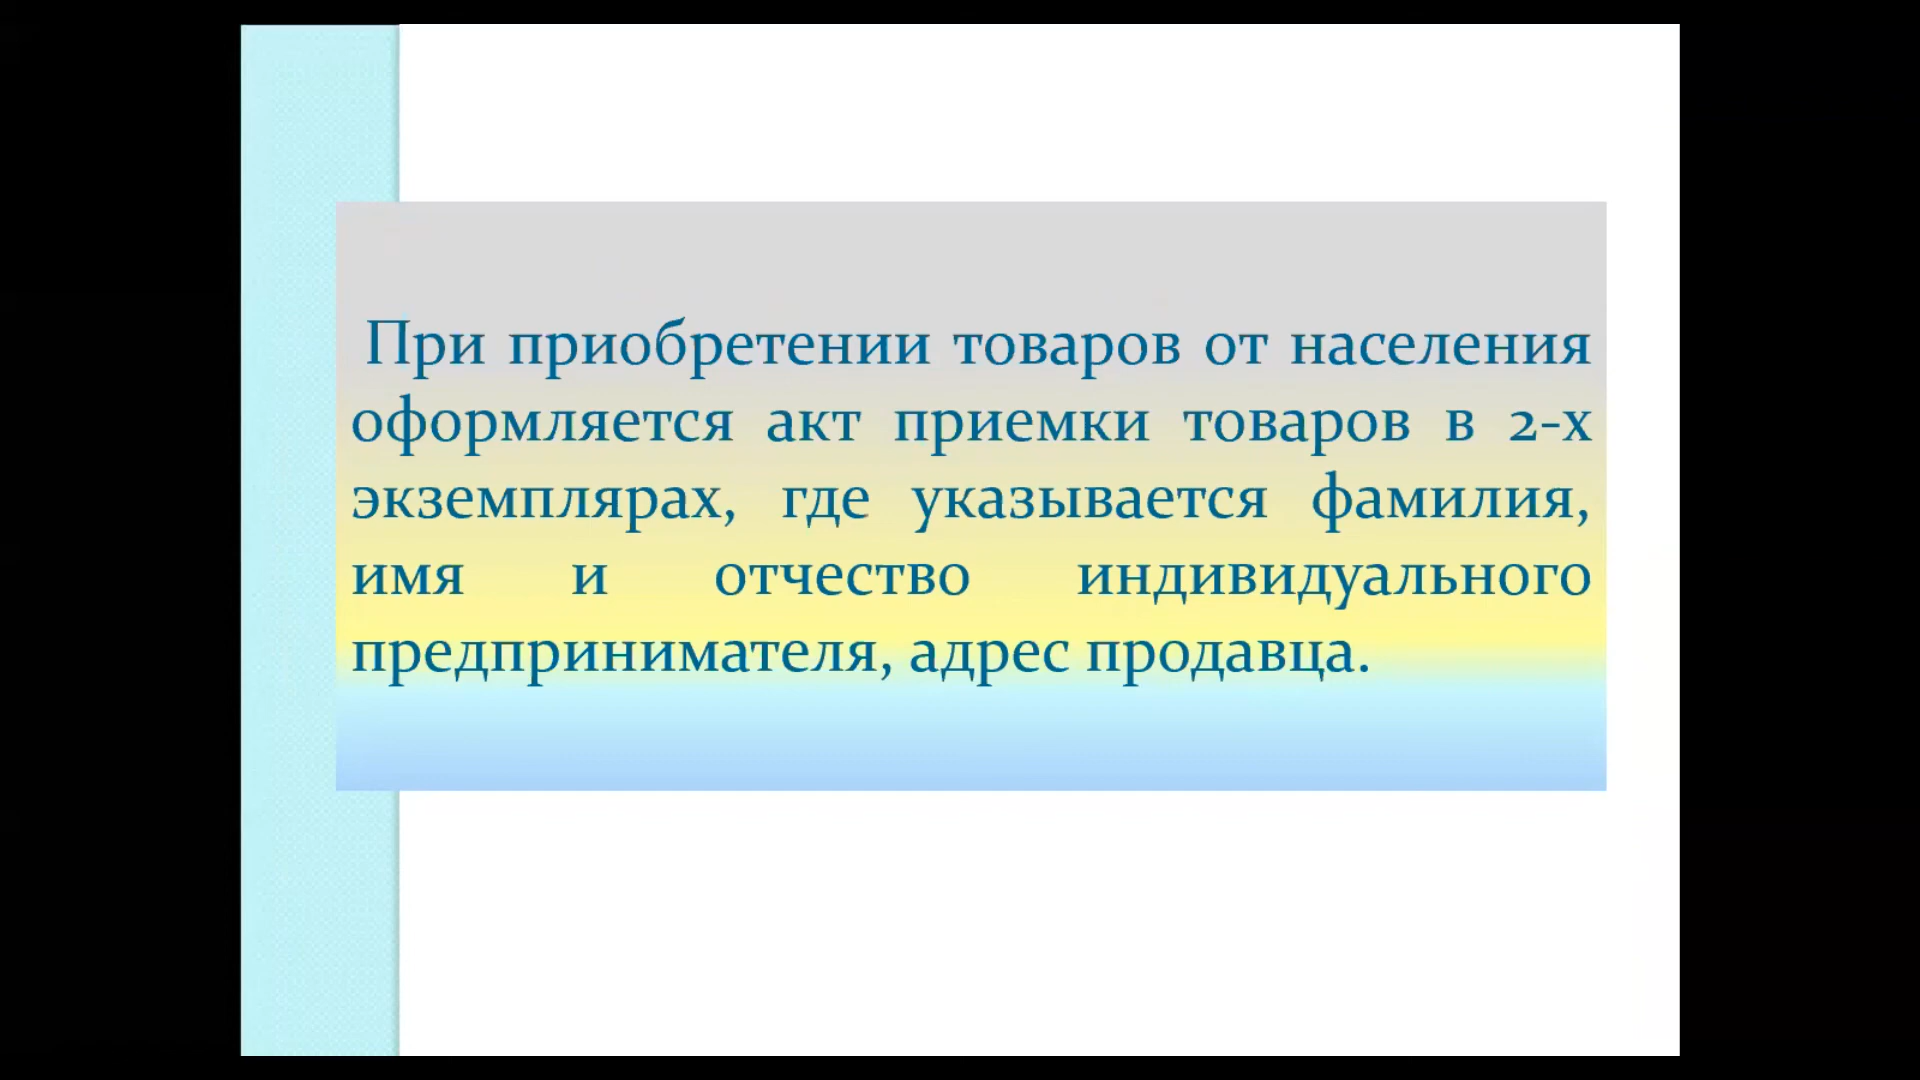 При приобретении товаров от населения
оформляется акт приемки товаров в 2-х
экземплярах, где указывается фамилия,
имя и отчество индивидуального
предпринимателя, адрес продавца.